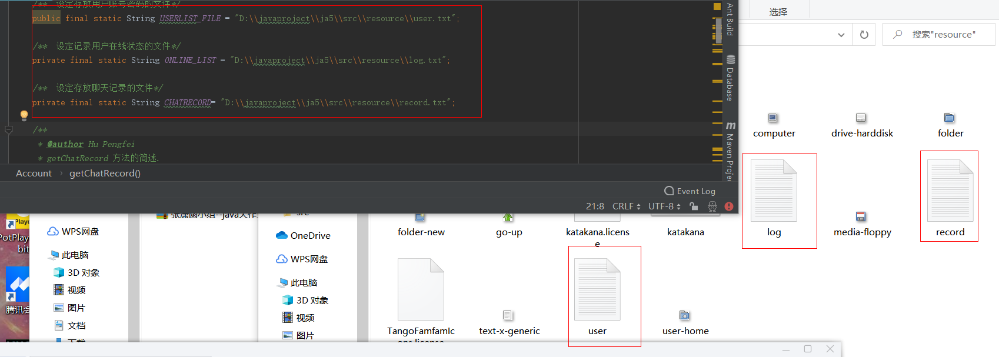 /** 设定存放用户账号密码的文件*/
public final static String USERLIST_FILE = "D:\\javaproject\\ja5\\src\\resource\\user.txt";
/** 设定记录用户在线状态的文件*/
private final static String ONLINE_LIST = "D:\\javaproject\\ja5\\src\\resource\\log.txt";
/** 设定存放聊天记录的文件*/
private final static String CHATRECORD= "D:\\javaproject\\ja5\\src\\resource\\record.txt";
/**
* @author Hu Pengfei
* getChatRecord 方法的简述.
Account › getChatRecord()
Event Log
21:8 CRLF UTF-8
Ant Build
Database
m Maven Projec
选择
搜索"resource"
computer
drive-harddisk
folder
folder-new
go-up
katakana.licens
e
katakana
log
media-floppy
record
TangoFamfamIc
ons.license
text-x-generic
user
user-home
Player
PotPlay
bit
腾讯会
WPS网盘
此电脑
3D 对象
视频
图片
文档
下载
张潇函小组--java大作
src
OneDrive
WPS网盘
此电脑
3D 对象
视频
图片